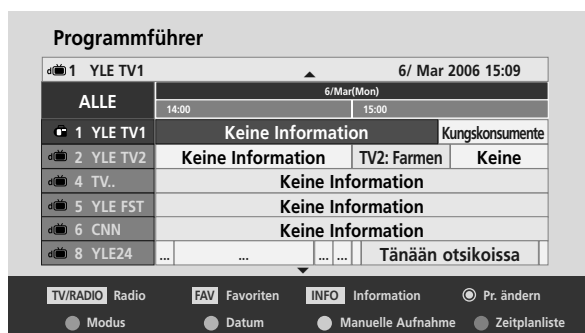 Programmführer
1 YLE TV1 6/ Mar 2006 15:09
ALLE 6/Mar(Mon)
14:00 15:00
1 YLE TV1 Keine Information Kungskonsumente
2 YLE TV2 Keine Information TV2: Farmen Keine
4 TV.. Keine Information
5 YLE FST Keine Information
6 CNN Keine Information
8 YLE24 ... ... ... ... Tänään otsikoissa
TV/RADIO Radio FAV Favoriten INFO Information Pr. ändern
Modus Datum Manuelle Aufnahme Zeitplanliste